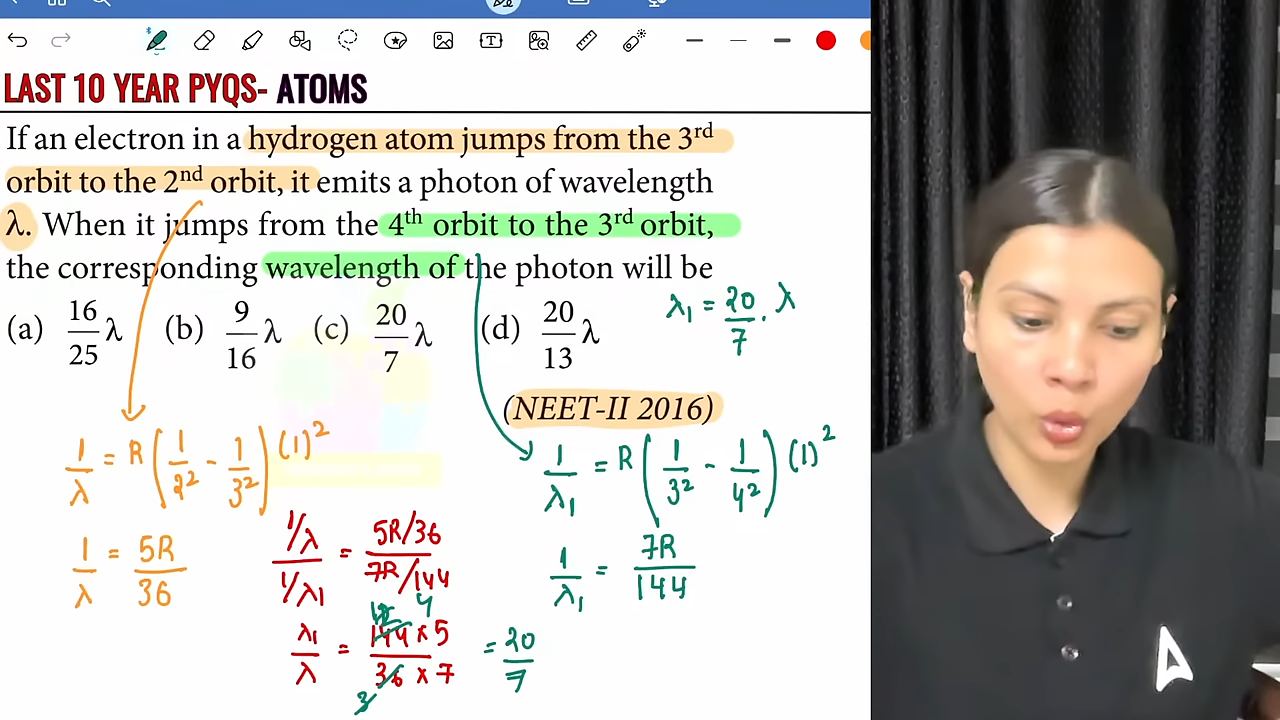 LAST 10 YEAR PYQS- ATOMS
If an electron in a hydrogen atom jumps from the 3rd
orbit to the 2nd orbit, it emits a photon of wavelength
λ. When it jumps from the 4th orbit to the 3rd orbit,
the corresponding wavelength of the photon will be
(a) 16/25 λ (b) 9/16 λ (c) 20/7 λ (d) 20/13 λ
λ₁ = 20/7 . λ
(NEET-II 2016)
1/λ = R(1/2² - 1/3²)(1)²
1/λ = 5R/36
1/λ / 1/λ₁ = 5R/36 / 7R/144
λ₁/λ = 144 × 5 / 36 × 7 = 20/7
12 4
3
1/λ₁ = R(1/3² - 1/4²)(1)²
1/λ₁ = 7R/144